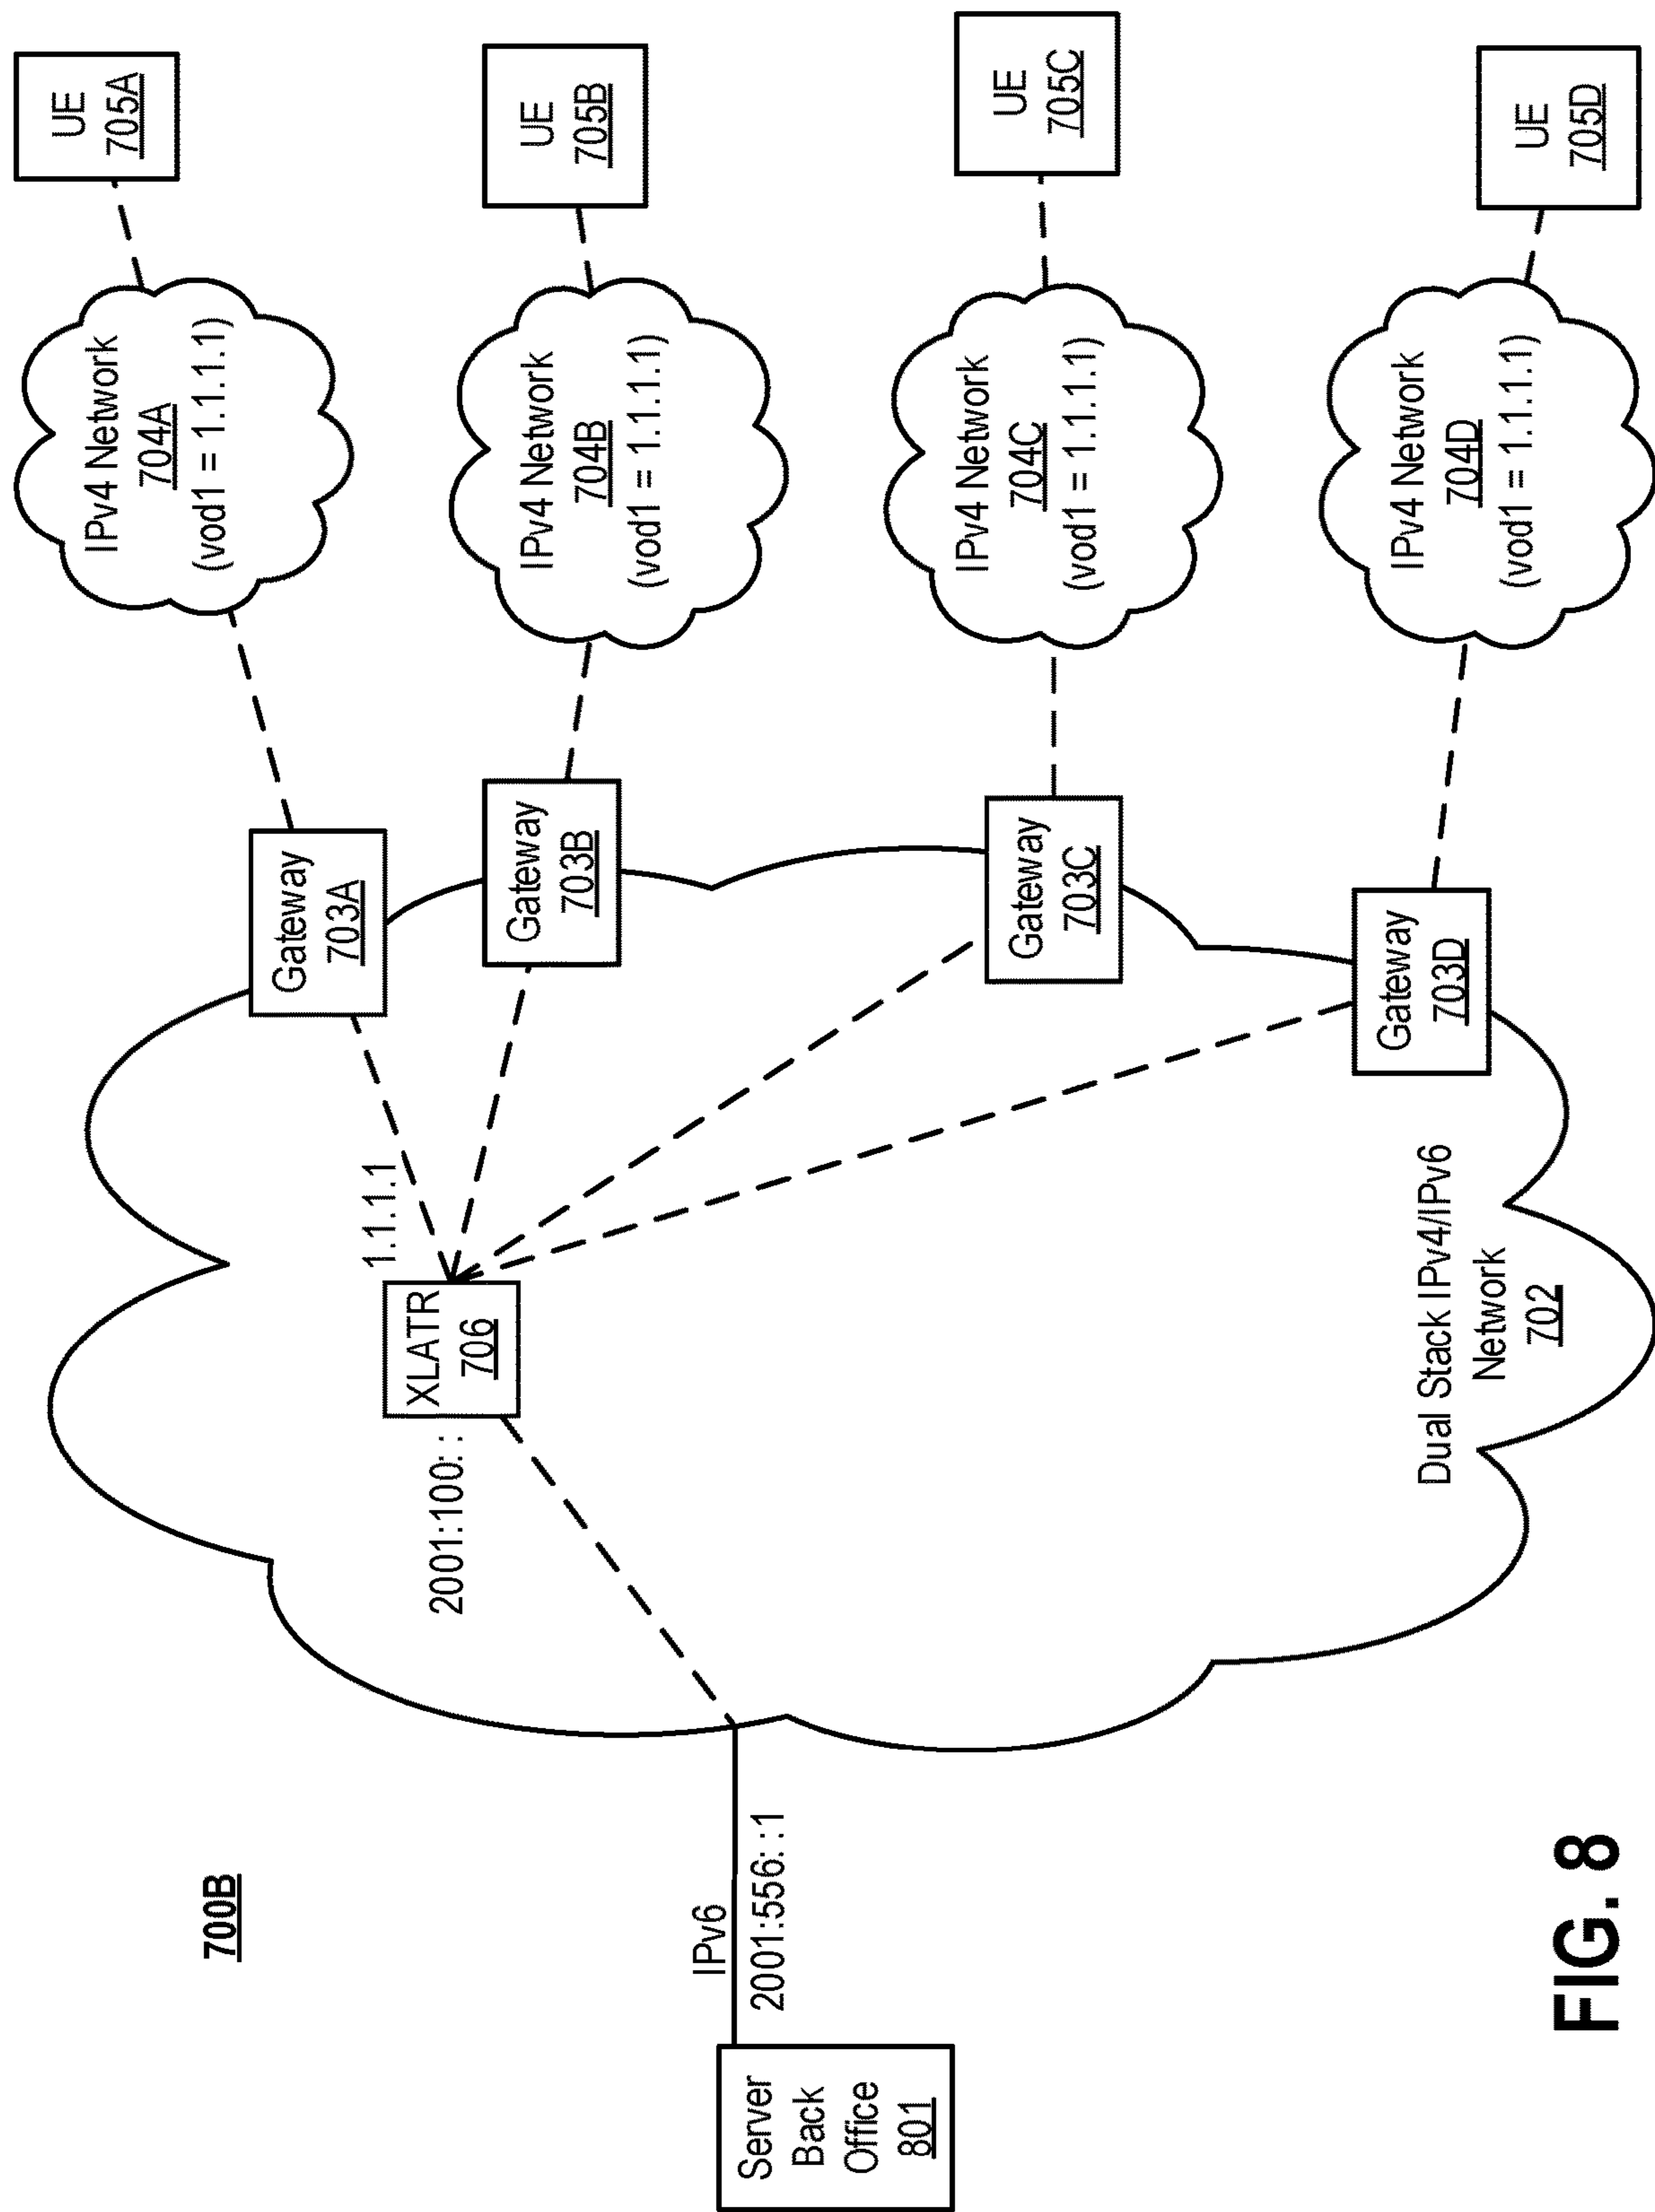 700B
Server
Back
Office
801
IPv6
2001:556::1
2001:100::
XLATR
706
1.1.1.1
Dual Stack IPv4/IPv6
Network
702
Gateway
703A
Gateway
703B
Gateway
703C
Gateway
703D
IPv4 Network
704A
(vod1 = 1.1.1.1)
IPv4 Network
704B
(vod1 = 1.1.1.1)
IPv4 Network
704C
(vod1 = 1.1.1.1)
IPv4 Network
704D
(vod1 = 1.1.1.1)
UE
705A
UE
705B
UE
705C
UE
705D
FIG. 8